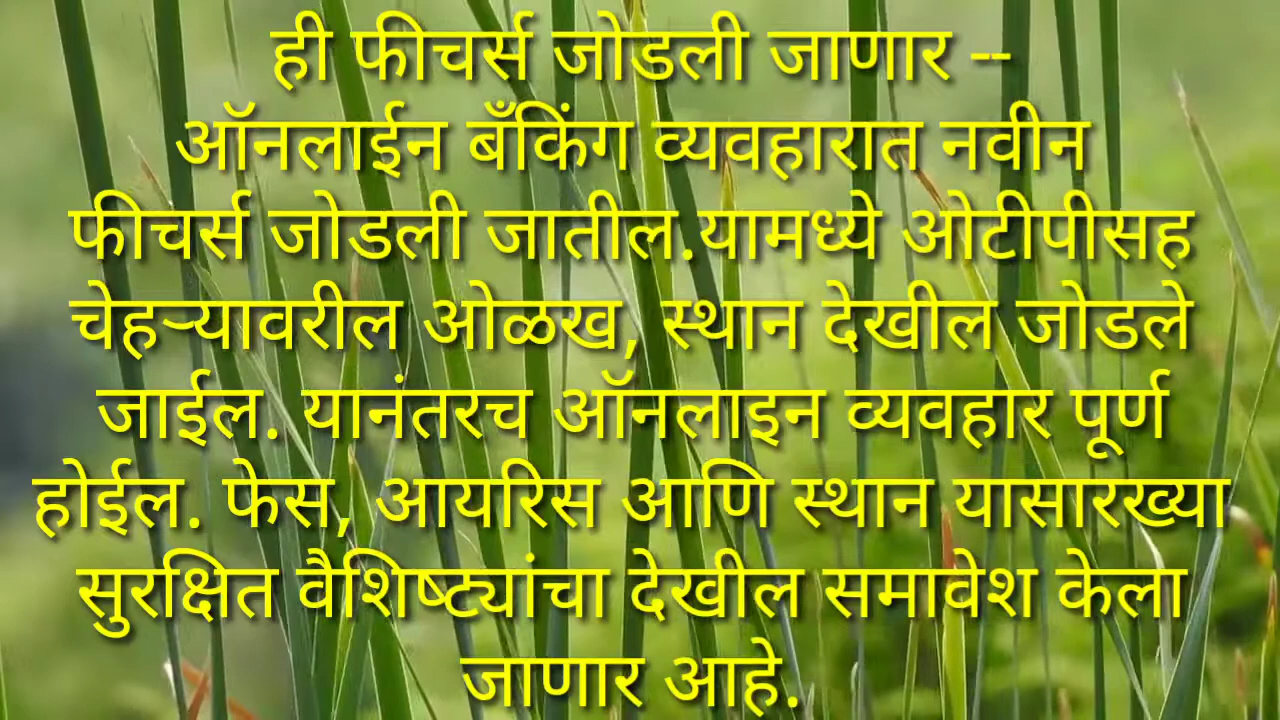 ही फीचर्स जोडली जाणार --
ऑनलाईन बँकिंग व्यवहारात नवीन
फीचर्स जोडली जातील.यामध्ये ओटीपीसह
चेहऱ्यावरील ओळख, स्थान देखील जोडले
जाईल. यानंतरच ऑनलाइन व्यवहार पूर्ण
होईल. फेस, आयरिस आणि स्थान यासारख्या
सुरक्षित वैशिष्ट्यांचा देखील समावेश केला
जाणार आहे.